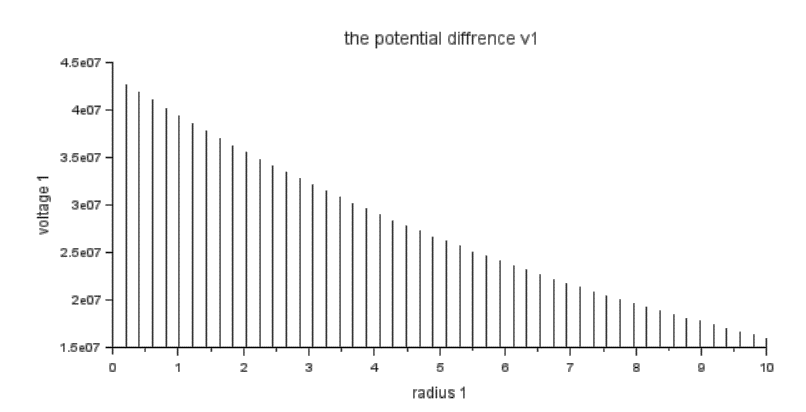 the potential diffrence v1
4.5e07
4e07
3.5e07
3e07
2.5e07
2e07
1.5e07
voltage 1
0 1 2 3 4 5 6 7 8 9 10
radius 1